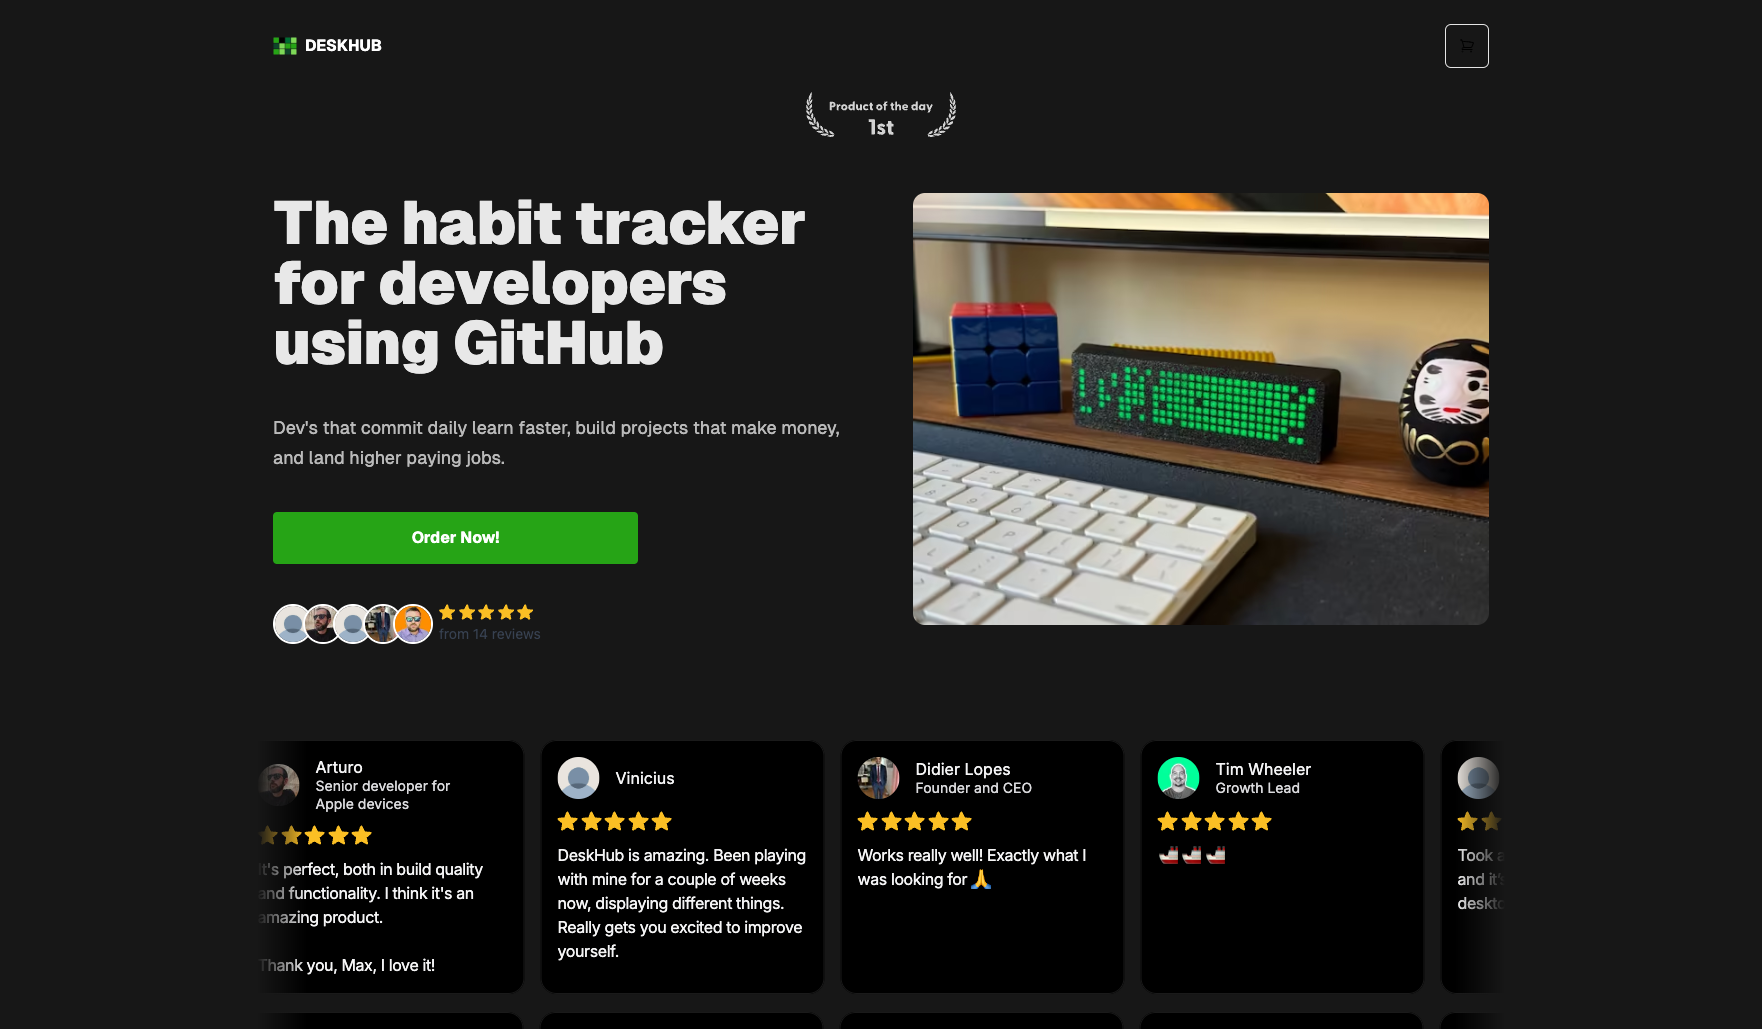 DESKHUB
Product of the day
1st
The habit tracker
for developers
using GitHub
Dev's that commit daily learn faster, build projects that make money,
and land higher paying jobs.
Order Now!
from 14 reviews
Arturo
Senior developer for
Apple devices
It's perfect, both in build quality
and functionality. I think it's an
amazing product.
Thank you, Max, I love it!
Vinicius
DeskHub is amazing. Been playing
with mine for a couple of weeks
now, displaying different things.
Really gets you excited to improve
yourself.
Didier Lopes
Founder and CEO
Works really well! Exactly what I
was looking for 🙏
Tim Wheeler
Growth Lead
Took
and it's